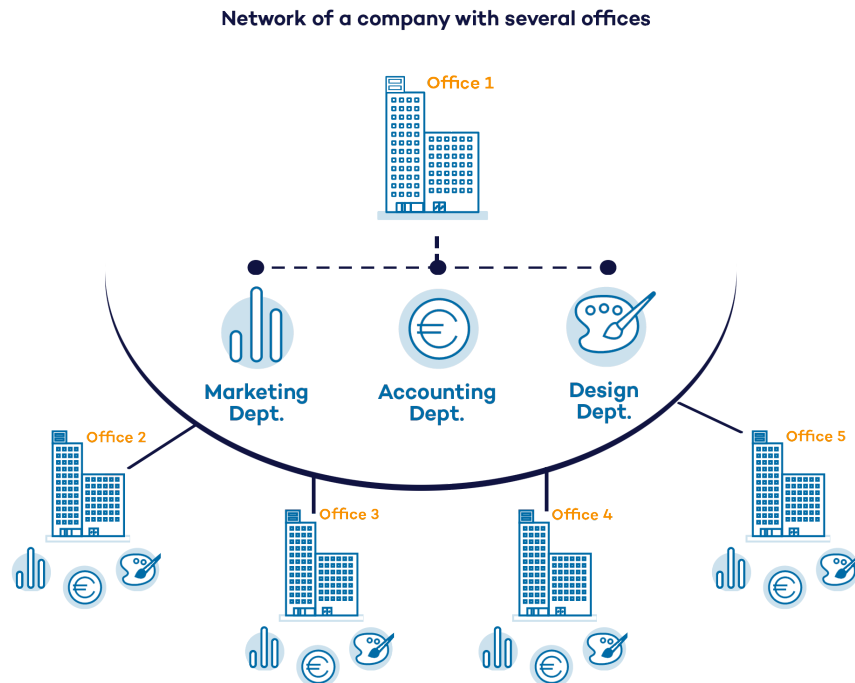 Network of a company with several offices
Office 1
Marketing
Dept.
Accounting
Dept.
Design
Dept.
Office 2
Office 3
Office 4
Office 5